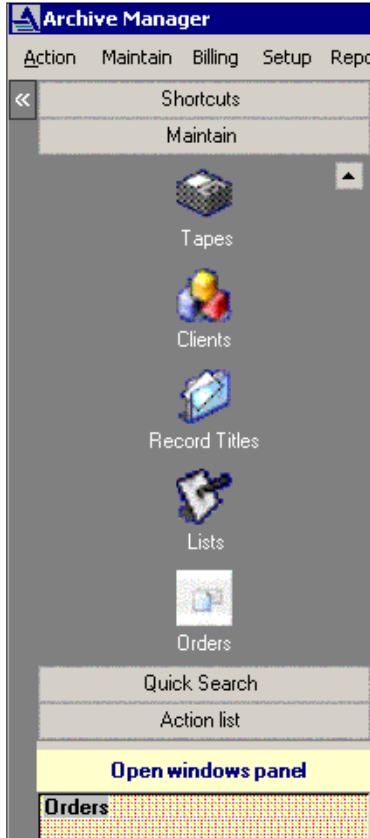 Archive Manager
Action Maintain Billing Setup Repo
«
Shortcuts
Maintain
Tapes
Clients
Record Titles
Lists
Orders
Quick Search
Action list
Open windows panel
Orders